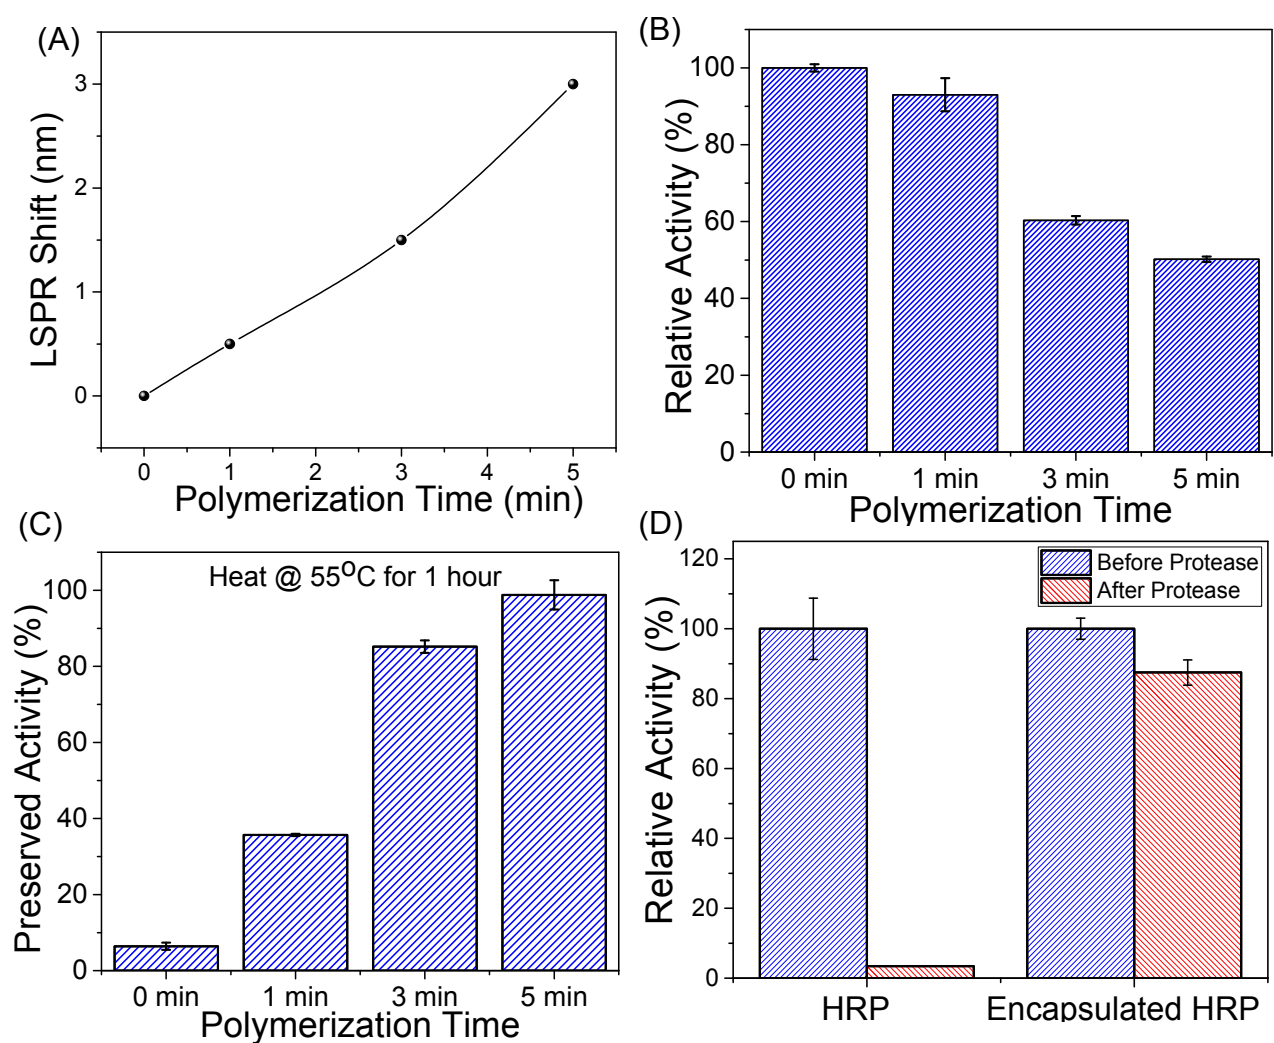 (A)
LSPR Shift (nm)
3
2
1
0
0 1 2 3 4 5
Polymerization Time (min)
(B)
Relative Activity (%)
100
80
60
40
20
0
0 min 1 min 3 min 5 min
Polymerization Time
(C)
Heat @ 55°C for 1 hour
Preserved Activity (%)
100
80
60
40
20
0
0 min 1 min 3 min 5 min
Polymerization Time
(D)
Before Protease
After Protease
Relative Activity (%)
120
100
80
60
40
20
0
HRP Encapsulated HRP